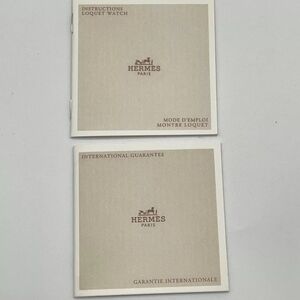 INSTRUCTIONS
LOQUET WATCH
HERMÈS
PARIS
MODE D'EMPLOI
MONTRE LOQUET
INTERNATIONAL GUARANTEE
HERMÈS
PARIS
GARANTIE INTERNATIONALE